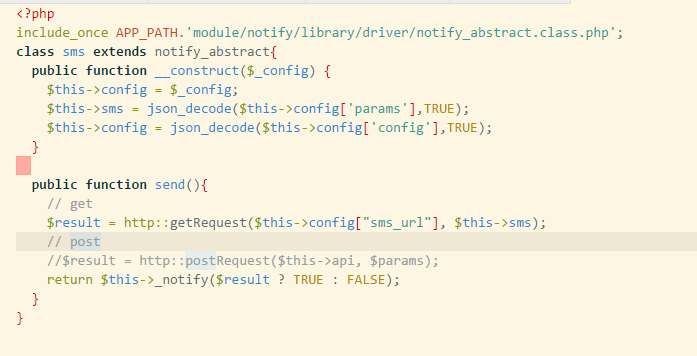 <?php
include_once APP_PATH.'module/notify/library/driver/notify_abstract.class.php';
class sms extends notify_abstract{
public function __construct($_config) {
$this->config = $_config;
$this->sms = json_decode($this->config['params'],TRUE);
$this->config = json_decode($this->config['config'],TRUE);
}
public function send(){
// get
$result = http::getRequest($this->config["sms_url"], $this->sms);
// post
//$result = http::postRequest($this->api, $params);
return $this->_notify($result ? TRUE : FALSE);
}
}